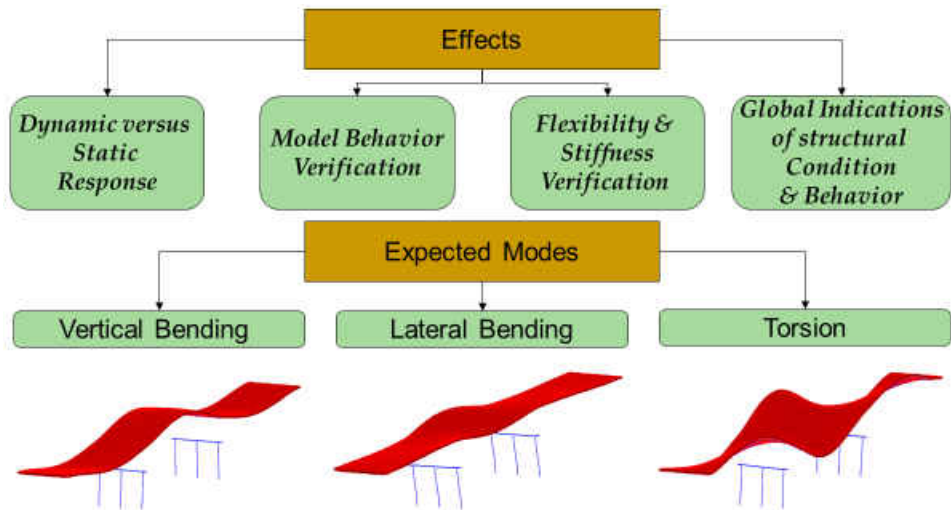 Effects
Dynamic versus
Static
Response
Model Behavior
Verification
Flexibility &
Stiffness
Verification
Global Indications
of structural
Condition
& Behavior
Expected Modes
Vertical Bending
Lateral Bending
Torsion